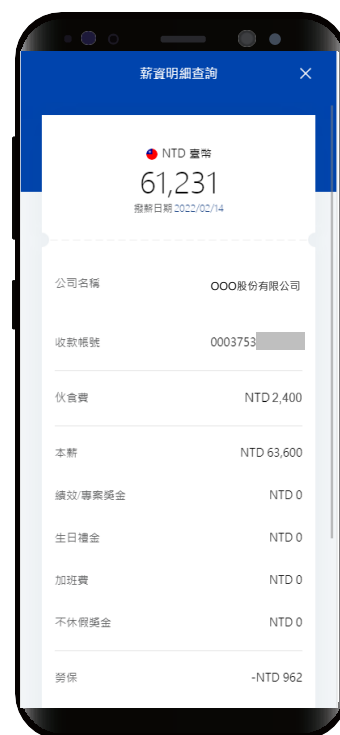 薪資明細查詢
NTD 臺幣
61,231
撥薪日期 2022/02/14
公司名稱 OOO股份有限公司
收款帳號 0003753
伙食費 NTD 2,400
本薪 NTD 63,600
績效/專案獎金 NTD 0
生日禮金 NTD 0
加班費 NTD 0
不休假獎金 NTD 0
勞保 -NTD 962